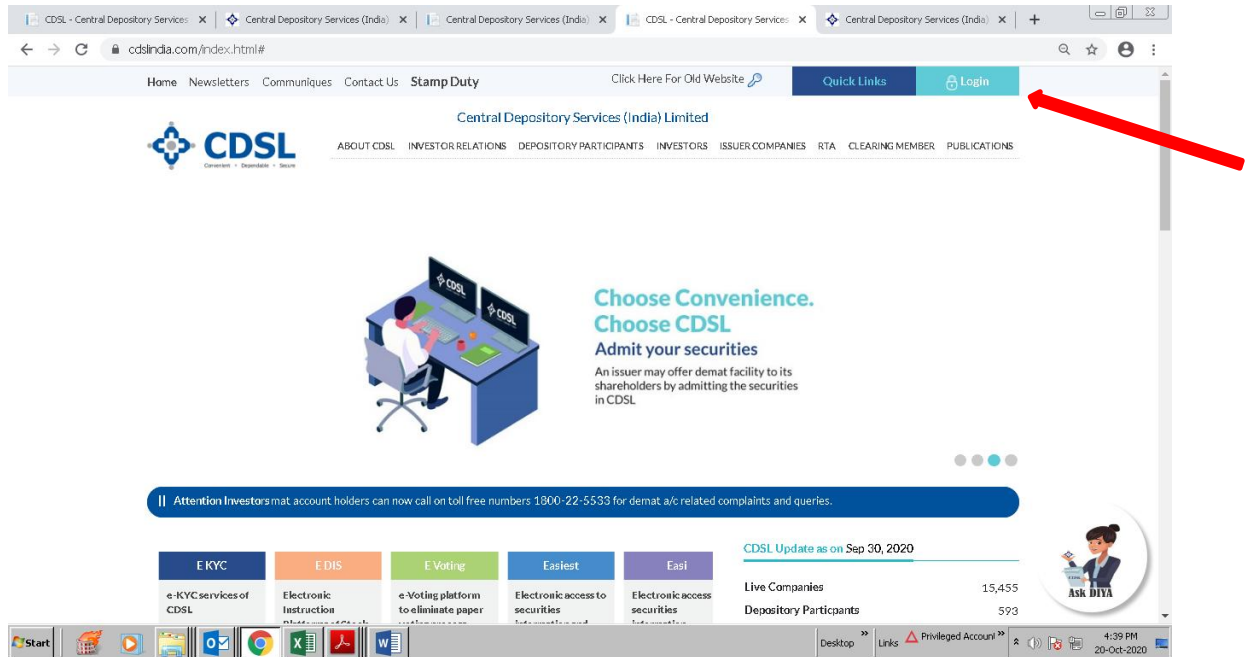 CDSL - Central Depository Services
Central Depository Services (India)
Central Depository Services (India)
CDSL - Central Depository Services
Central Depository Services (India)
cdslindia.com/index.html#
Home Newsletters Communiques Contact Us Stamp Duty Click Here For Old Website Quick Links Login
Central Depository Services (India) Limited
CDSL
Convenient • Dependable • Secure
ABOUT CDSL INVESTOR RELATIONS DEPOSITORY PARTICIPANTS INVESTORS ISSUER COMPANIES RTA CLEARING MEMBER PUBLICATIONS
CDSL
CDSL
Choose Convenience.
Choose CDSL
Admit your securities
An issuer may offer demat facility to its
shareholders by admitting the securities
in CDSL
Attention Investors mat account holders can now call on toll free numbers 1800-22-5533 for demat a/c related complaints and queries.
E KYC
e-KYC services of
CDSL
E DIS
Electronic
Instruction
E Voting
e-Voting platform
to eliminate paper
Easiest
Electronic access to
securities
information and
Easi
Electronic access
securities
information
CDSL Update as on Sep 30, 2020
Live Companies 15,455
Depository Particpants 593
CDSL
ASK DIYA
Start
Desktop » Links Privileged Account »
4:39 PM
20-Oct-2020